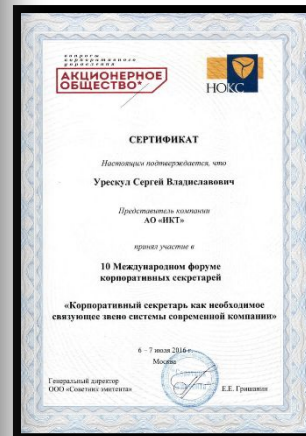 вопросы
корпоративного
управления
АКЦИОНЕРНОЕ
ОБЩЕСТВО
НОКС
СЕРТИФИКАТ
Настоящим подтверждается, что
Урескул Сергей Владиславович
Представитель компании
АО «ИКТ»
принял участие в
10 Международном форуме
корпоративных секретарей
«Корпоративный секретарь как необходимое
связующее звено системы современной компании»
6 – 7 июля 2016 г.
Москва
Генеральный директор
ООО «Советник эмитента»
Е.Е. Гришнин